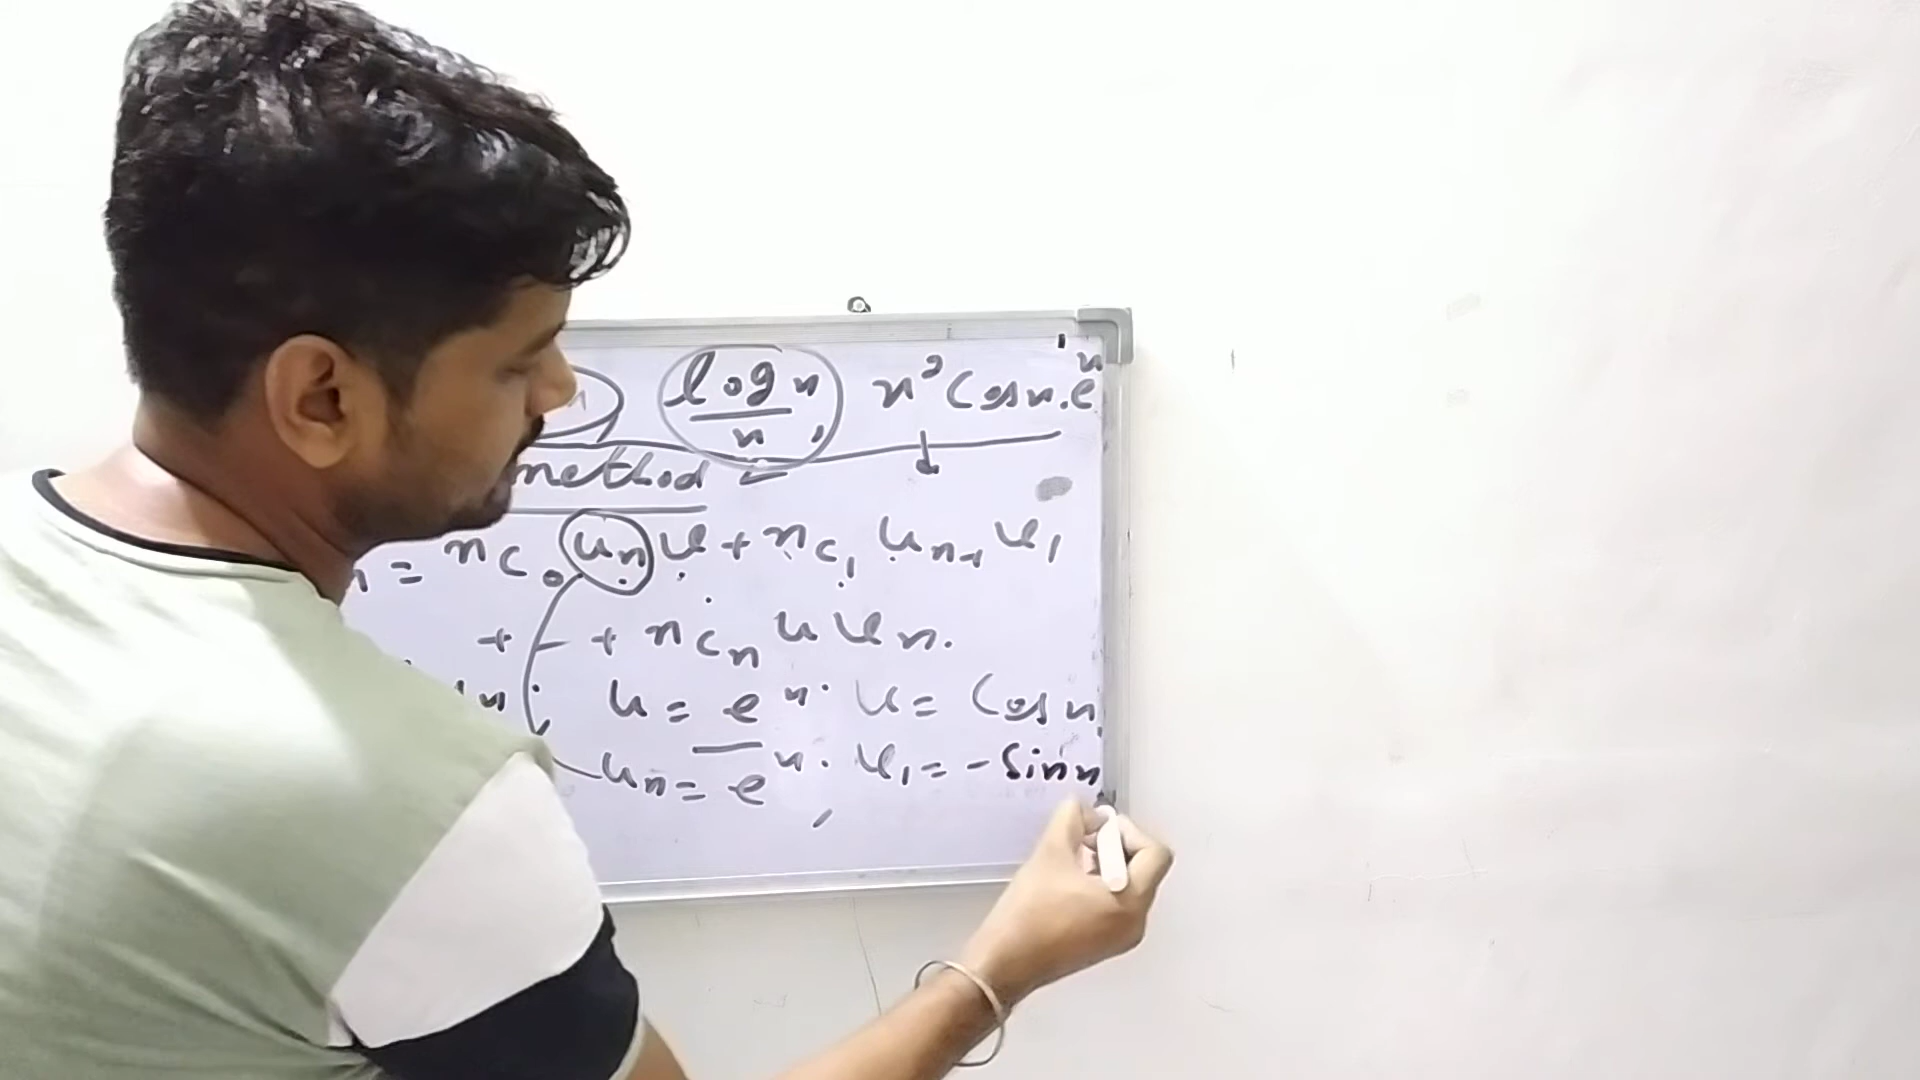 log x / x , x² Cos x . eˣ
method
= nC₀ uₙ v + nC₁ uₙ₋₁ v₁
+ - + nCₙ u vₙ.
u = eˣ. v = Cos x
uₙ = eˣ. v₁ = - Sin x
,